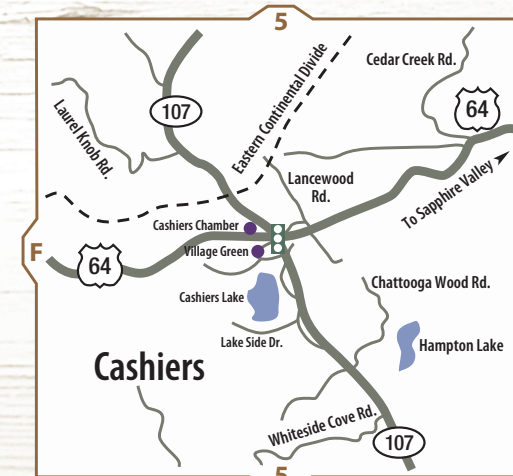 5
Cedar Creek Rd.
64
107
Eastern Continental Divide
Laurel Knob Rd.
Lancewood
Rd.
To Sapphire Valley
Cashiers Chamber
F
Village Green
64
Chattooga Wood Rd.
Cashiers Lake
Lake Side Dr.
Hampton Lake
Cashiers
Whiteside Cove Rd.
107
5